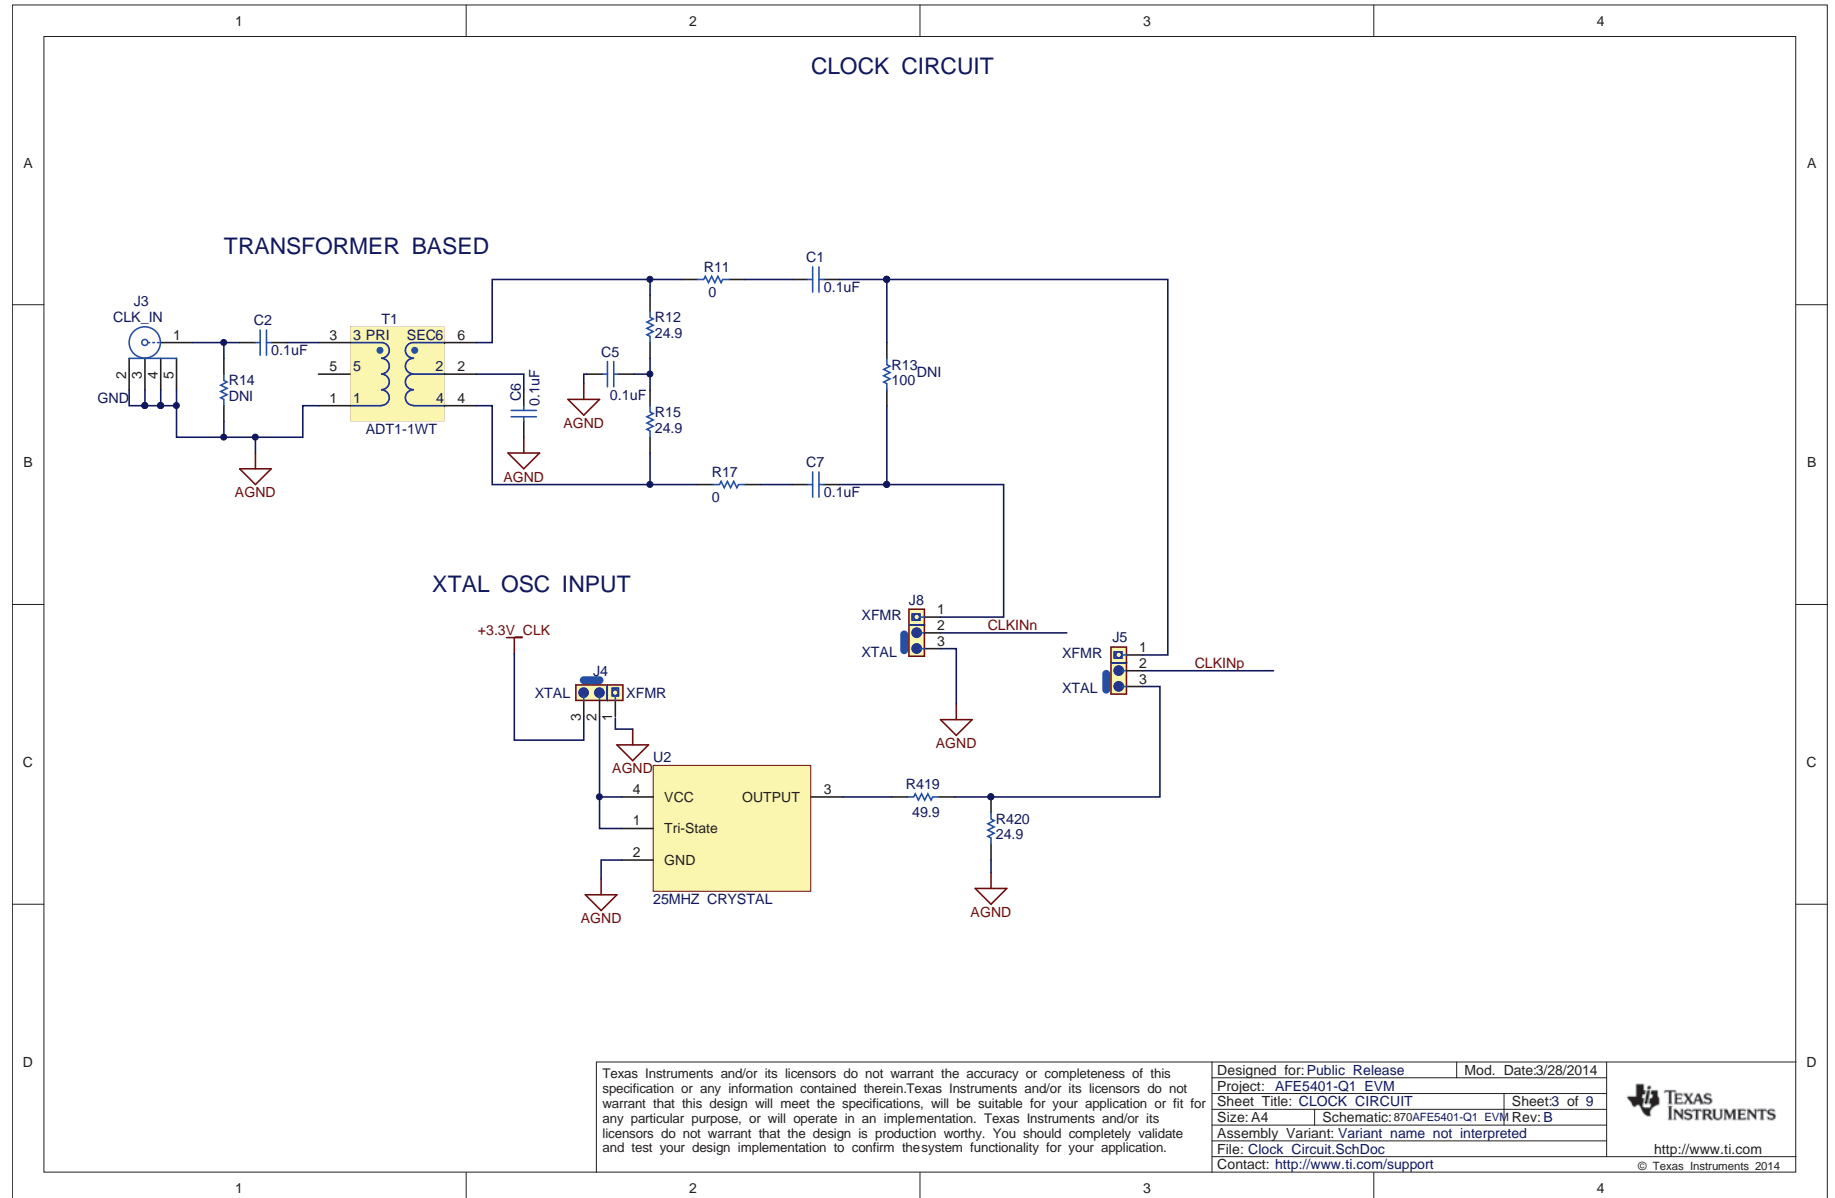 1 2 3 4
CLOCK CIRCUIT
A A
TRANSFORMER BASED
J3
CLK_IN
1
2 3 4 5
GND
R14
DNI
C2
0.1uF
AGND
T1
3 3 PRI SEC6 6
5 5 2 2
1 1 4 4
ADT1-1WT
C6
0.1uF
AGND
C5
0.1uF
AGND
R12
24.9
R15
24.9
R11
0
C1
0.1uF
R17
0
C7
0.1uF
R13
100
DNI
B B
XTAL OSC INPUT
+3.3V_CLK
J4
XTAL XFMR
3 2 1
AGND
J8
XFMR 1
2 CLKINn
XTAL 3
AGND
J5
XFMR 1
2 CLKINp
XTAL 3
C C
U2
4 VCC OUTPUT 3
1 Tri-State
2 GND
25MHZ CRYSTAL
AGND
R419
49.9
R420
24.9
AGND
D D
Texas Instruments and/or its licensors do not warrant the accuracy or completeness of this
specification or any information contained therein.Texas Instruments and/or its licensors do not
warrant that this design will meet the specifications, will be suitable for your application or fit for
any particular purpose, or will operate in an implementation. Texas Instruments and/or its
licensors do not warrant that the design is production worthy. You should completely validate
and test your design implementation to confirm thesystem functionality for your application.
Designed for: Public Release Mod. Date:3/28/2014
Project: AFE5401-Q1 EVM
Sheet Title: CLOCK CIRCUIT Sheet:3 of 9
Size: A4 Schematic: 870AFE5401-Q1 EVM Rev: B
Assembly Variant: Variant name not interpreted
File: Clock Circuit.SchDoc
Contact: http://www.ti.com/support
TEXAS
INSTRUMENTS
http://www.ti.com
© Texas Instruments 2014
1 2 3 4